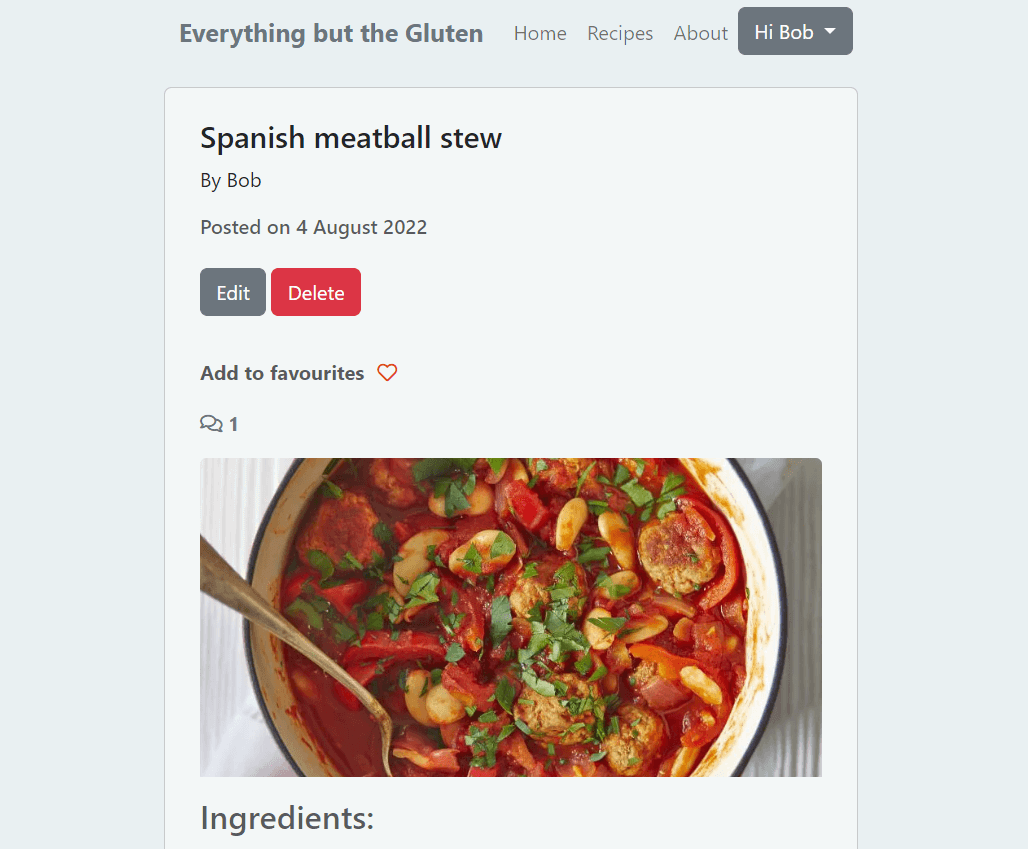 Everything but the Gluten Home Recipes About Hi Bob
Spanish meatball stew
By Bob
Posted on 4 August 2022
Edit Delete
Add to favourites
1
Ingredients: